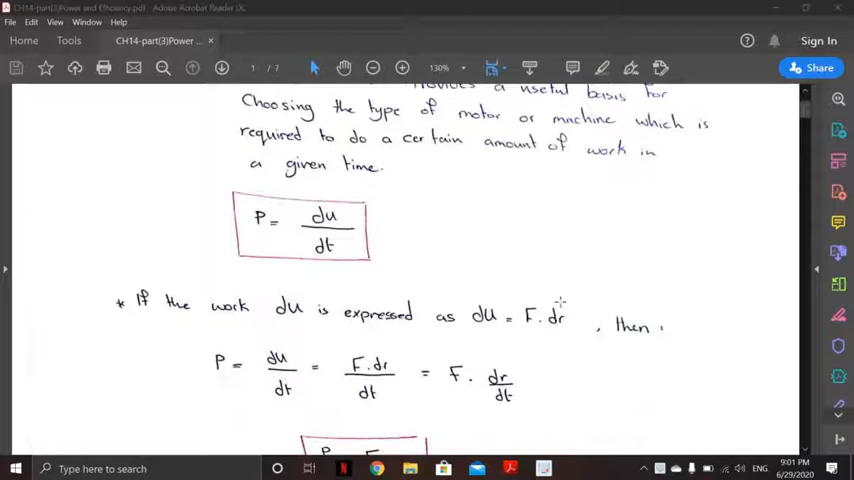 CH14-part(3)Power and Efficiency.pdf - Adobe Acrobat Reader DC
File Edit View Window Help
Home Tools CH14-part(3)Power ... × Sign In
1 / 7 130% Share
Provides a useful basis for
Choosing the type of motor or machine which is
required to do a certain amount of work in
a given time.
P = du
dt
* If the work du is expressed as du = F. dr , then
P = du = F. dr = F. dr
dt dt dt
P F
Type here to search ENG 9:01 PM
6/29/2020